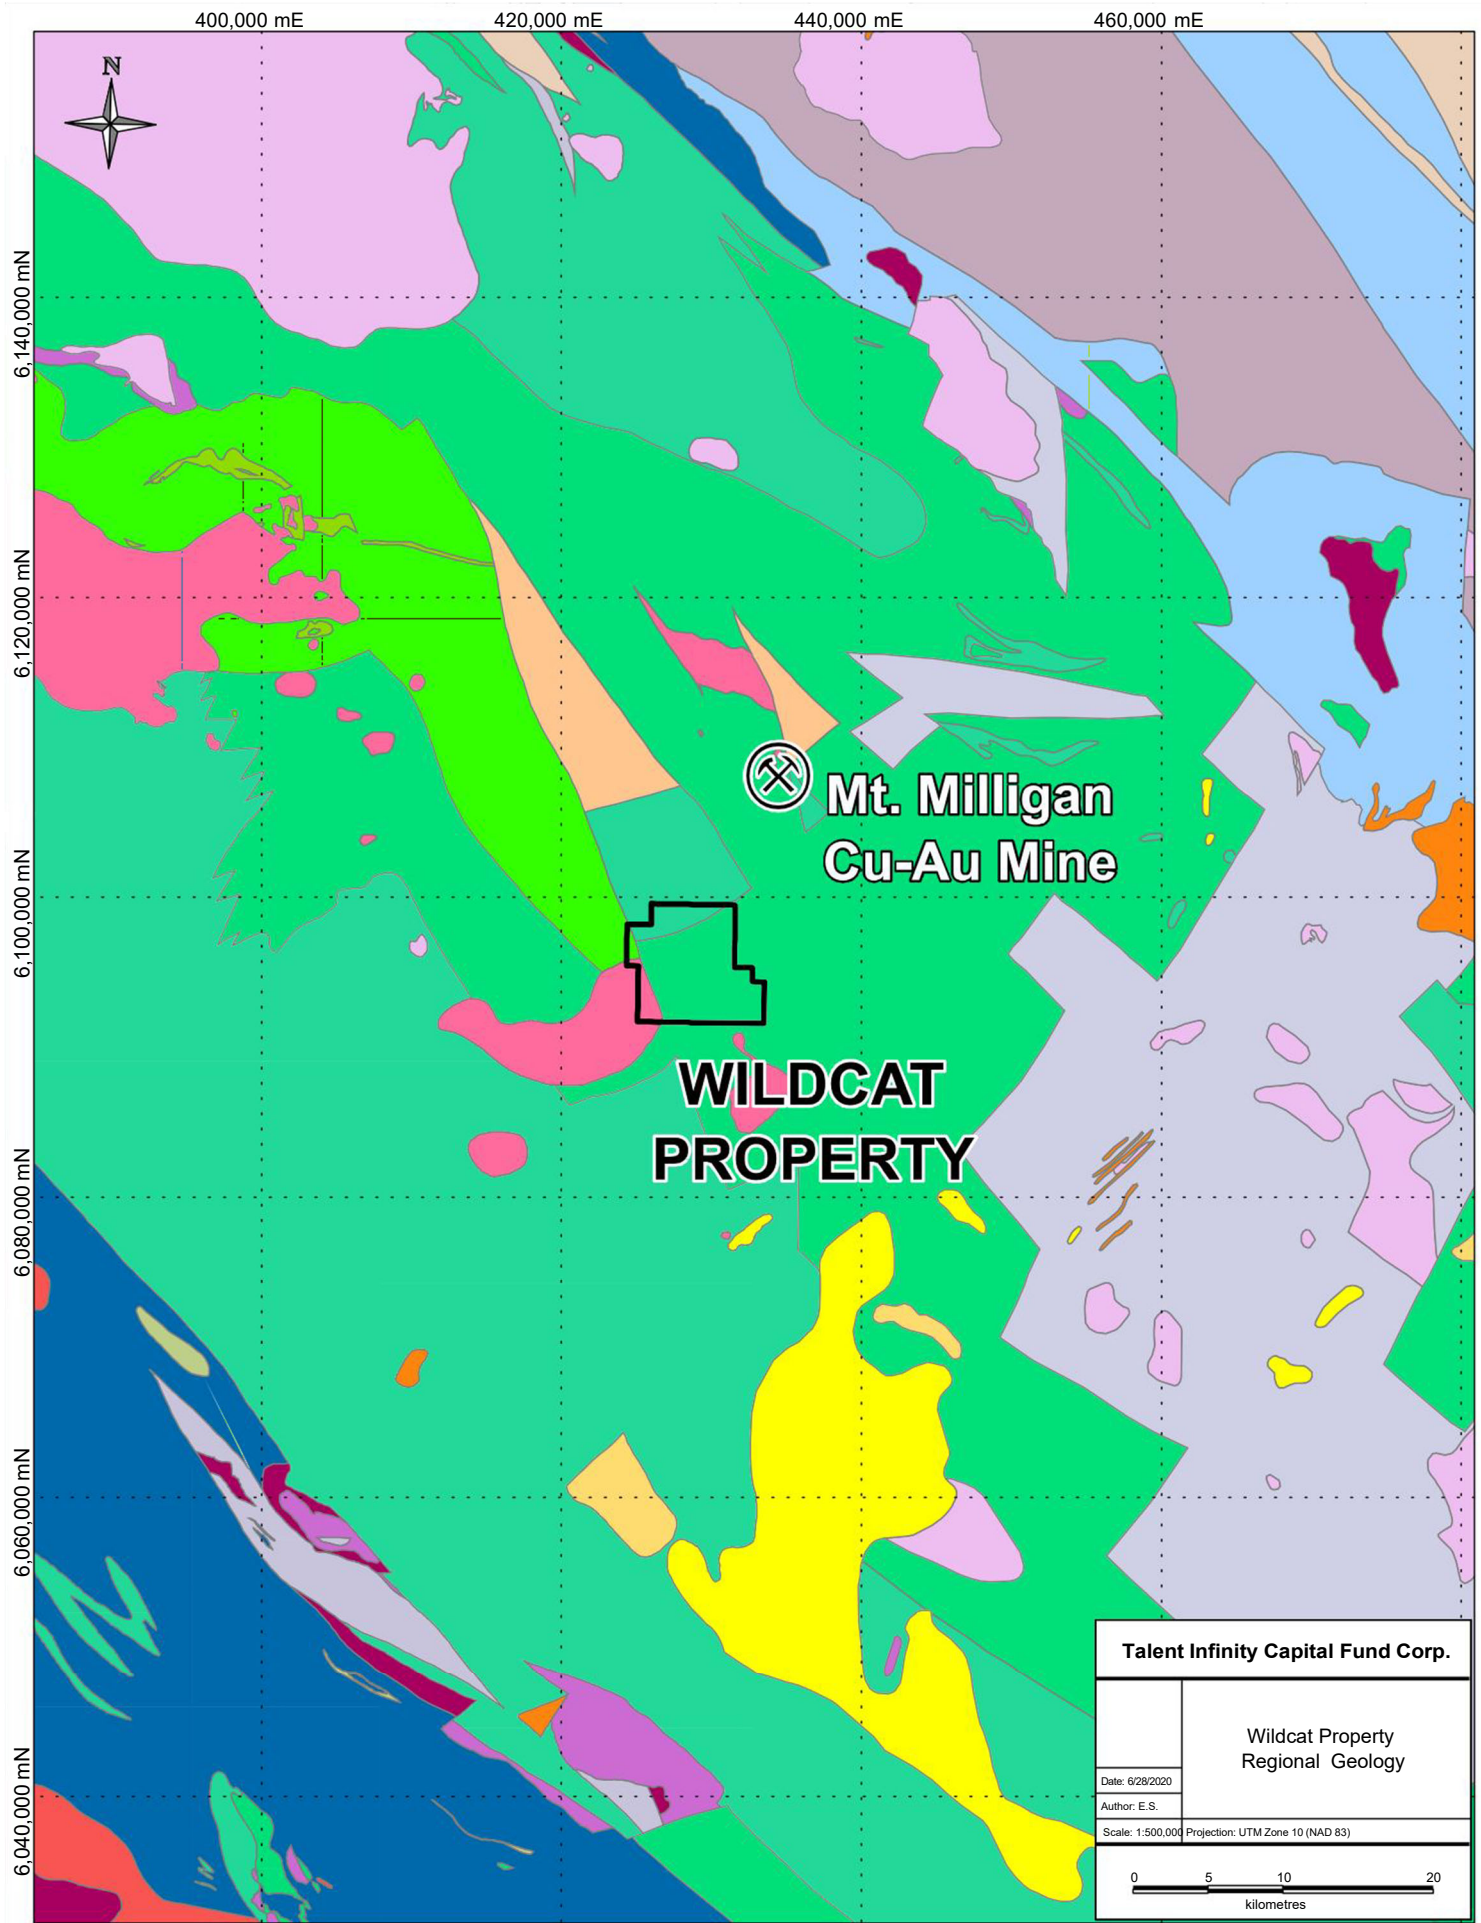 400,000 mE
420,000 mE
440,000 mE
460,000 mE
N
6,140,000 mN
6,120,000 mN
6,100,000 mN
6,080,000 mN
6,060,000 mN
6,040,000 mN
Mt. Milligan
Cu-Au Mine
WILDCAT
PROPERTY
Talent Infinity Capital Fund Corp.
Wildcat Property
Regional Geology
Date: 6/28/2020
Author: E.S.
Scale: 1:500,000 Projection: UTM Zone 10 (NAD 83)
0 5 10 20
kilometres